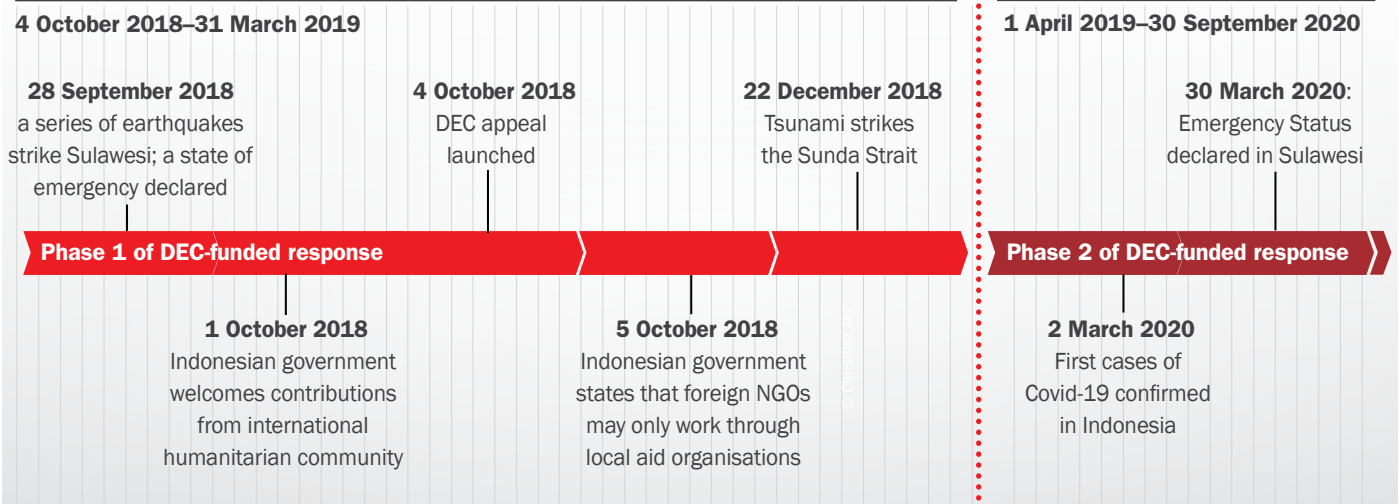 4 October 2018–31 March 2019
1 April 2019–30 September 2020
28 September 2018
a series of earthquakes
strike Sulawesi; a state of
emergency declared
4 October 2018
DEC appeal
launched
22 December 2018
Tsunami strikes
the Sunda Strait
30 March 2020:
Emergency Status
declared in Sulawesi
Phase 1 of DEC-funded response
Phase 2 of DEC-funded response
1 October 2018
Indonesian government
welcomes contributions
from international
humanitarian community
5 October 2018
Indonesian government
states that foreign NGOs
may only work through
local aid organisations
2 March 2020
First cases of
Covid-19 confirmed
in Indonesia